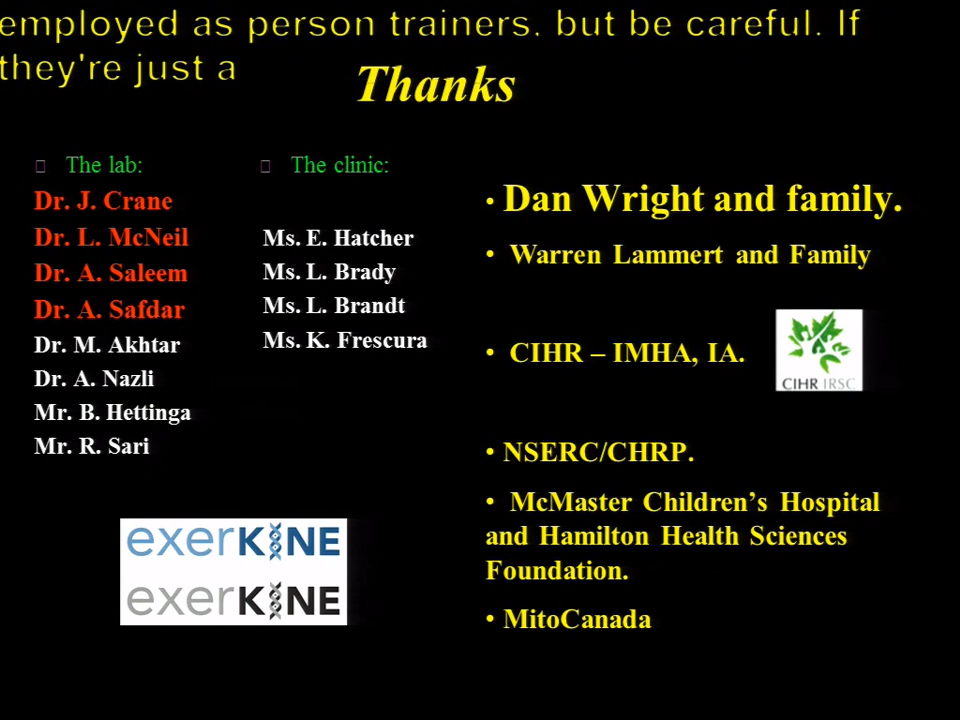 employed as person trainers. but be careful. If
they're just a
Thanks
The lab:
Dr. J. Crane
Dr. L. McNeil
Dr. A. Saleem
Dr. A. Safdar
Dr. M. Akhtar
Dr. A. Nazli
Mr. B. Hettinga
Mr. R. Sari
The clinic:
Ms. E. Hatcher
Ms. L. Brady
Ms. L. Brandt
Ms. K. Frescura
• Dan Wright and family.
• Warren Lammert and Family
• CIHR – IMHA, IA.
CIHR IRSC
• NSERC/CHRP.
• McMaster Children’s Hospital
and Hamilton Health Sciences
Foundation.
• MitoCanada
exerKINE
exerKINE